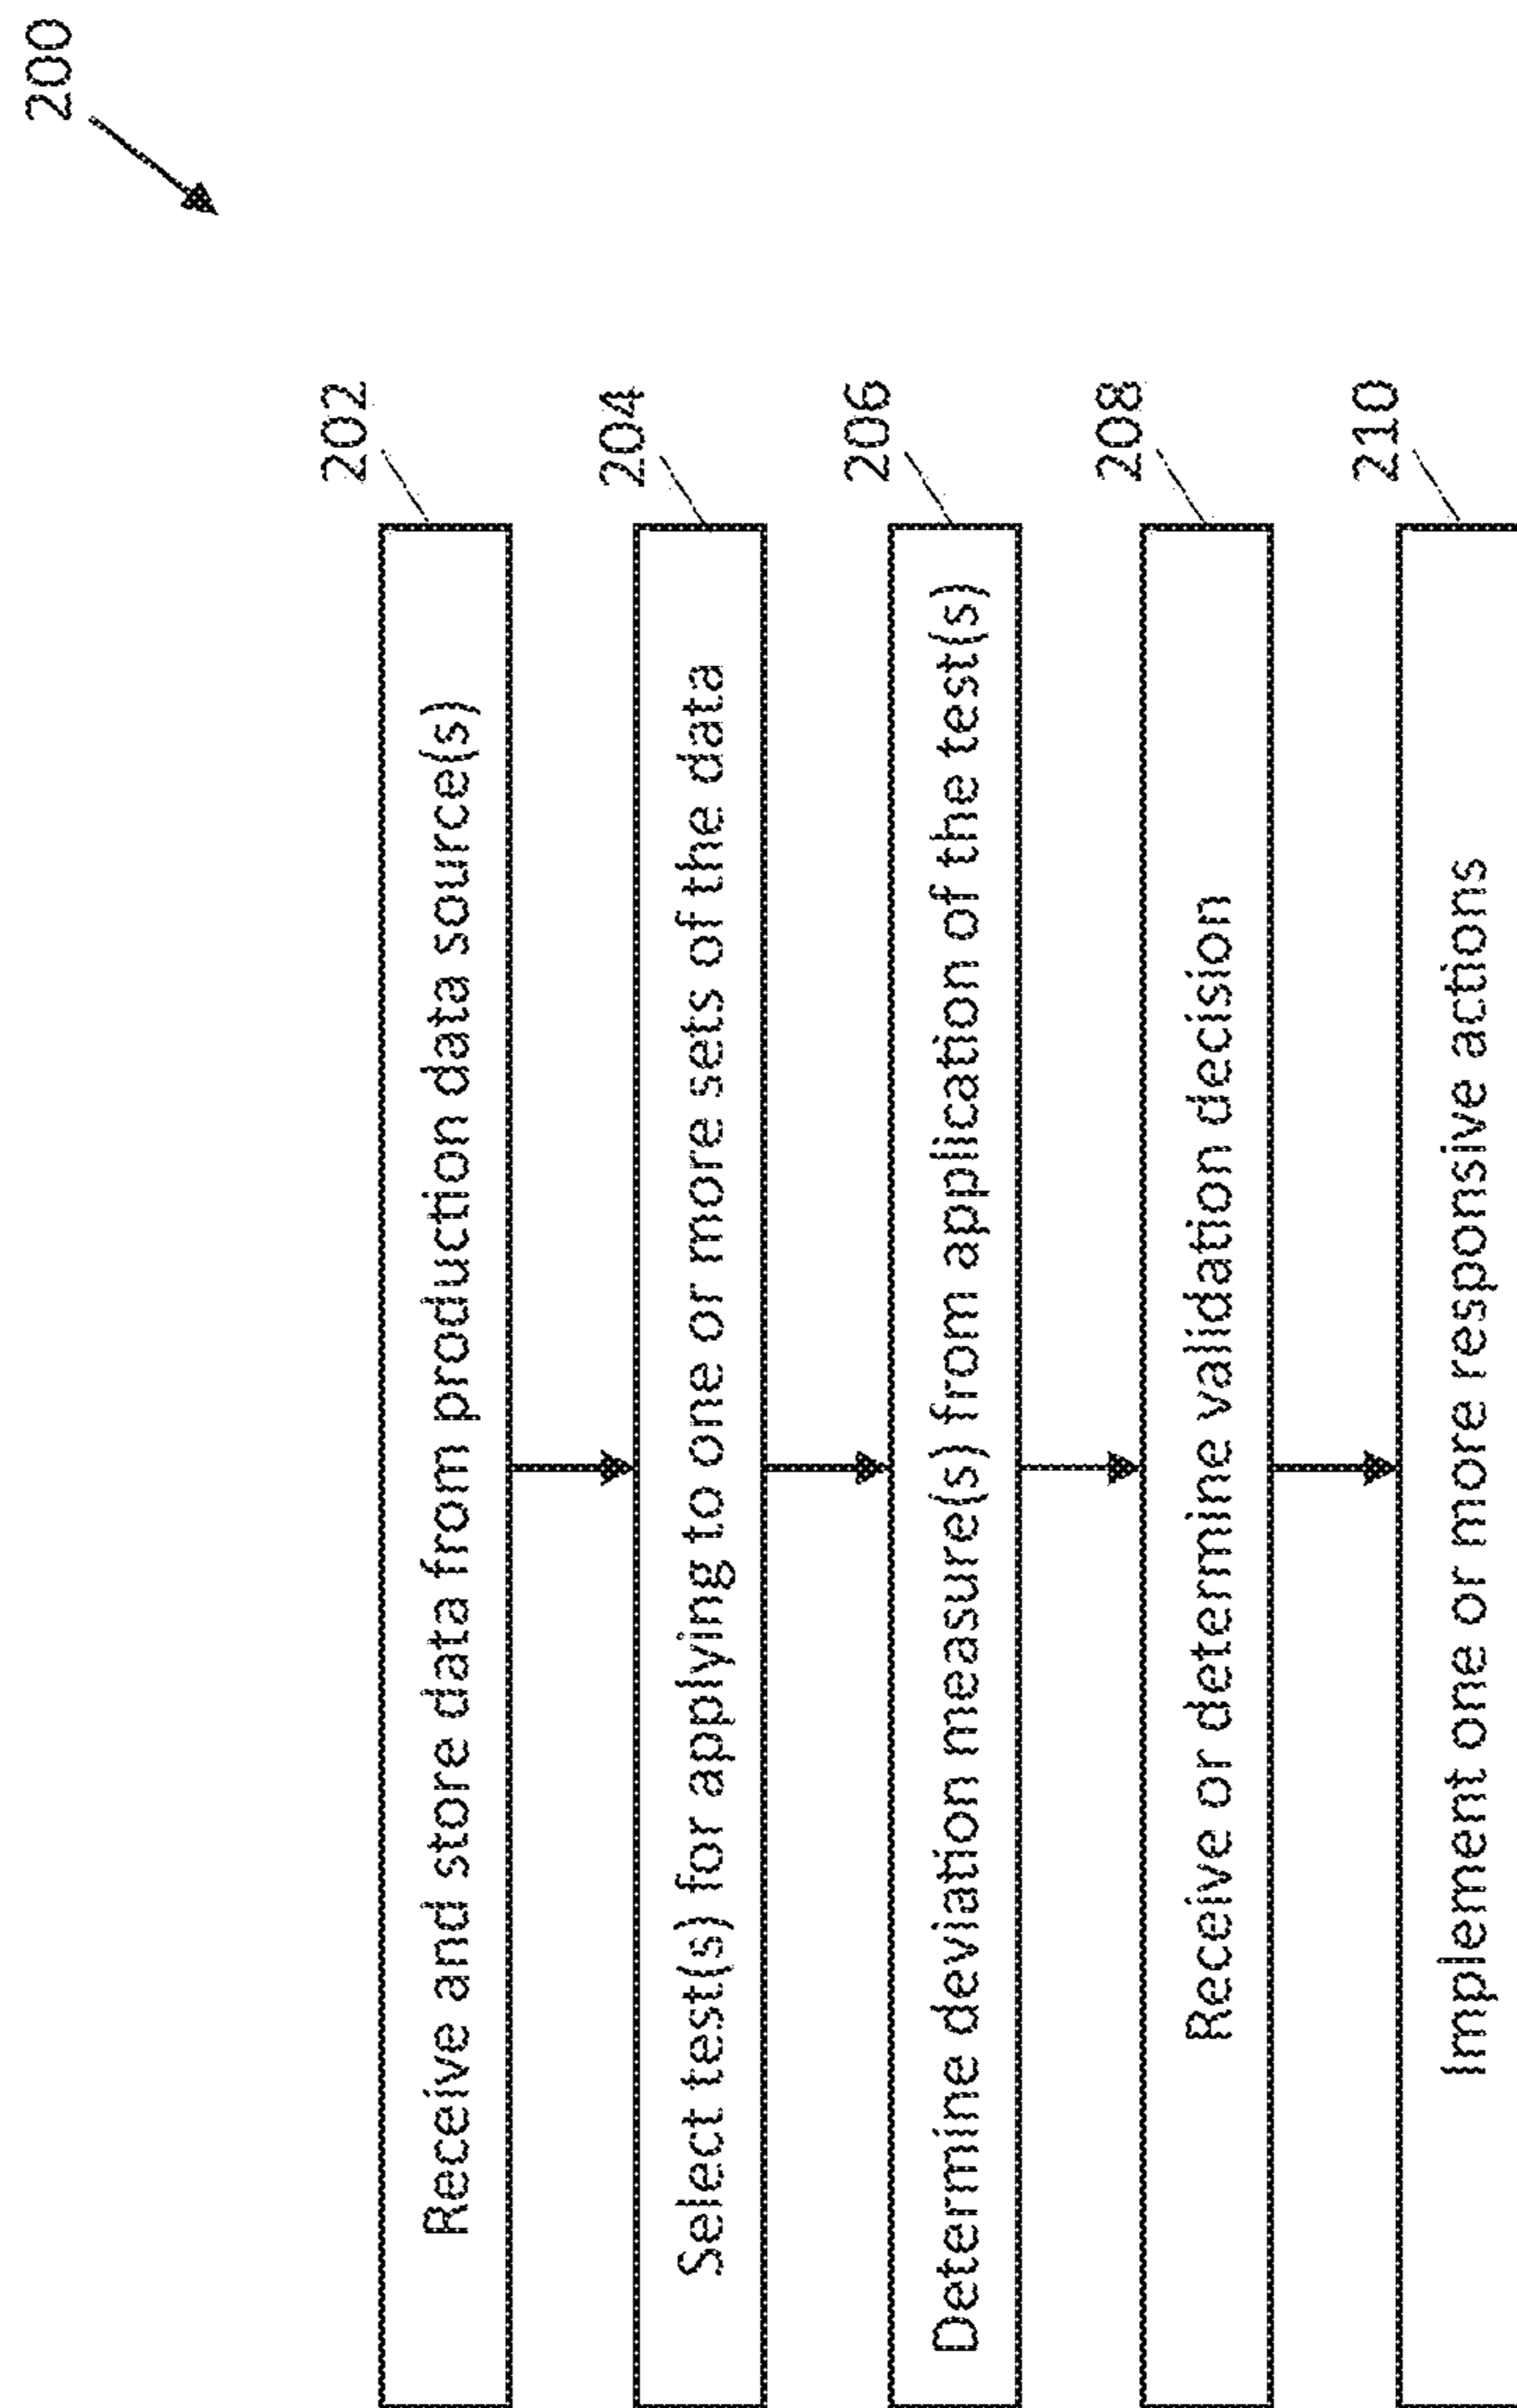 200
202
Receive and store data from production data source(s)
204
Select test(s) for applying to one or more sets of the data
206
Determine deviation measure(s) from application of the test(s)
208
Receive or determine validation decision
210
Implement one or more responsive actions